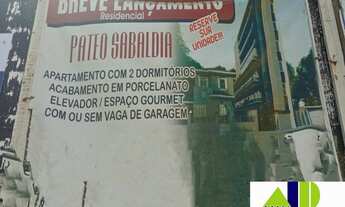 BREVE LANÇAMENTO
Residencial
PATEO SABALDIA
RESERVE
SUA
UNIDADE!!!
APARTAMENTO COM 2 DORMITÓRIOS
ACABAMENTO EM PORCELANATO
ELEVADOR / ESPAÇO GOURMET
COM OU SEM VAGA DE GARAGEM